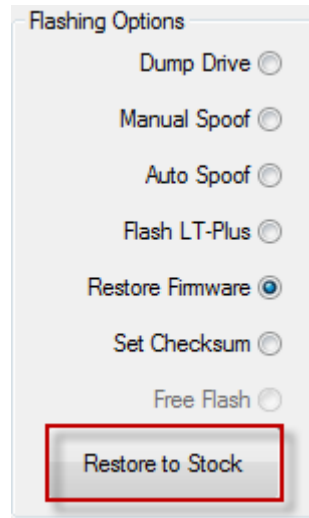 Flashing Options
Dump Drive
Manual Spoof
Auto Spoof
Flash LT-Plus
Restore Firmware
Set Checksum
Free Flash
Restore to Stock